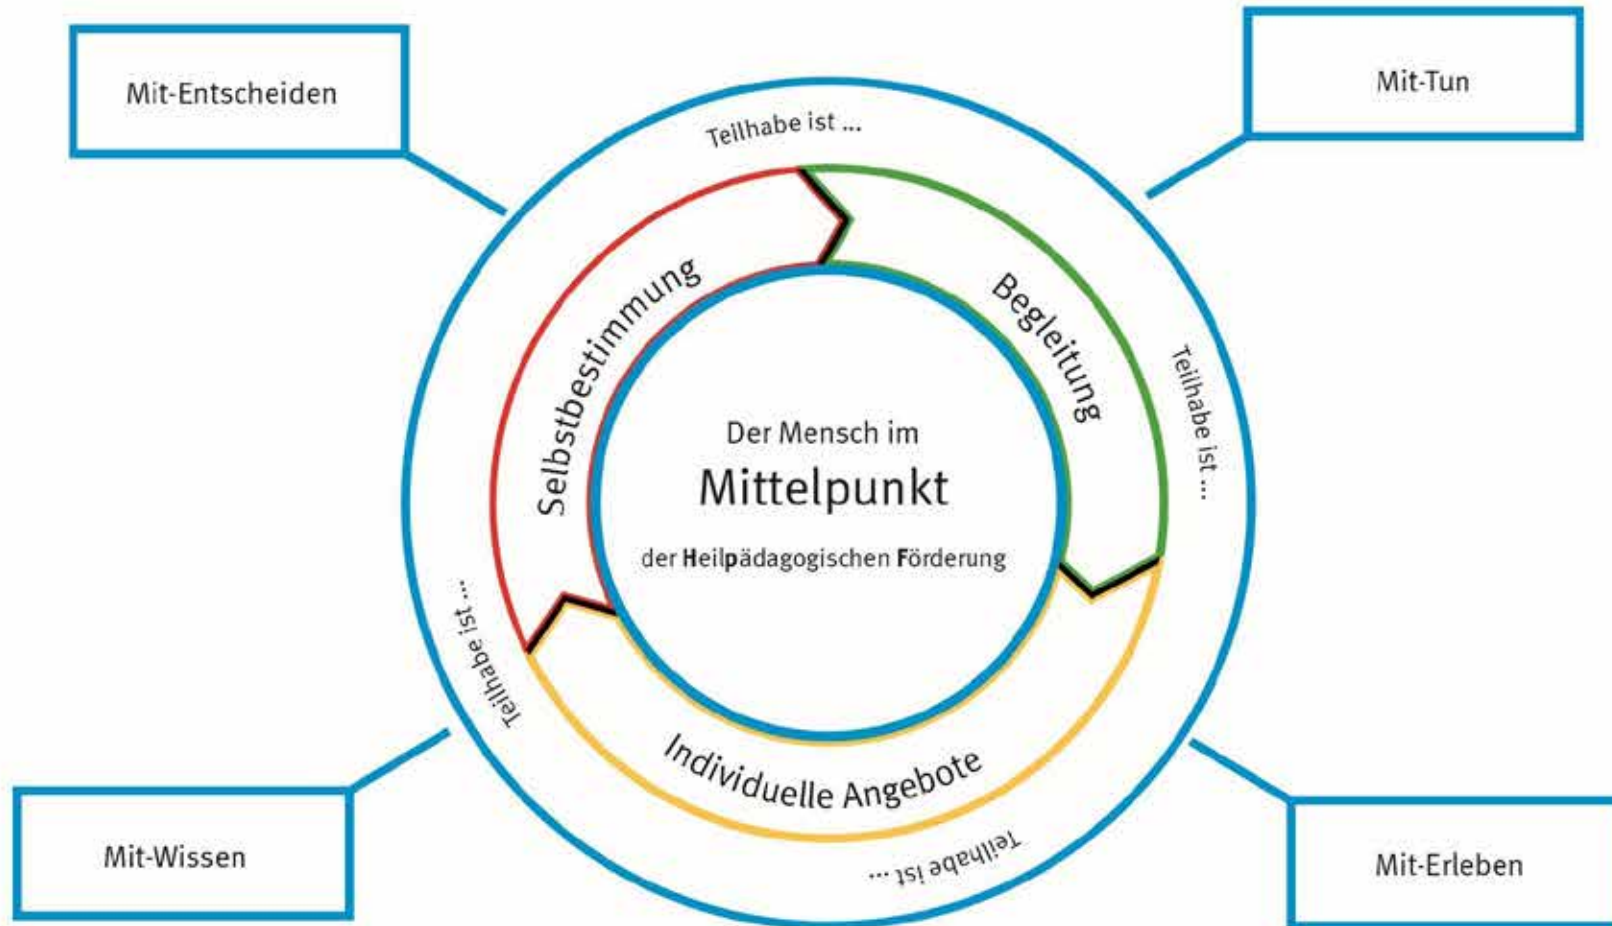 Mit-Entscheiden
Mit-Tun
Teilhabe ist ...
Selbstbestimmung
Begleitung
Teilhabe ist ...
Der Mensch im
Mittelpunkt
der Heilpädagogischen Förderung
Teilhabe ist ...
Individuelle Angebote
Teilhabe ist ...
Mit-Wissen
Mit-Erleben